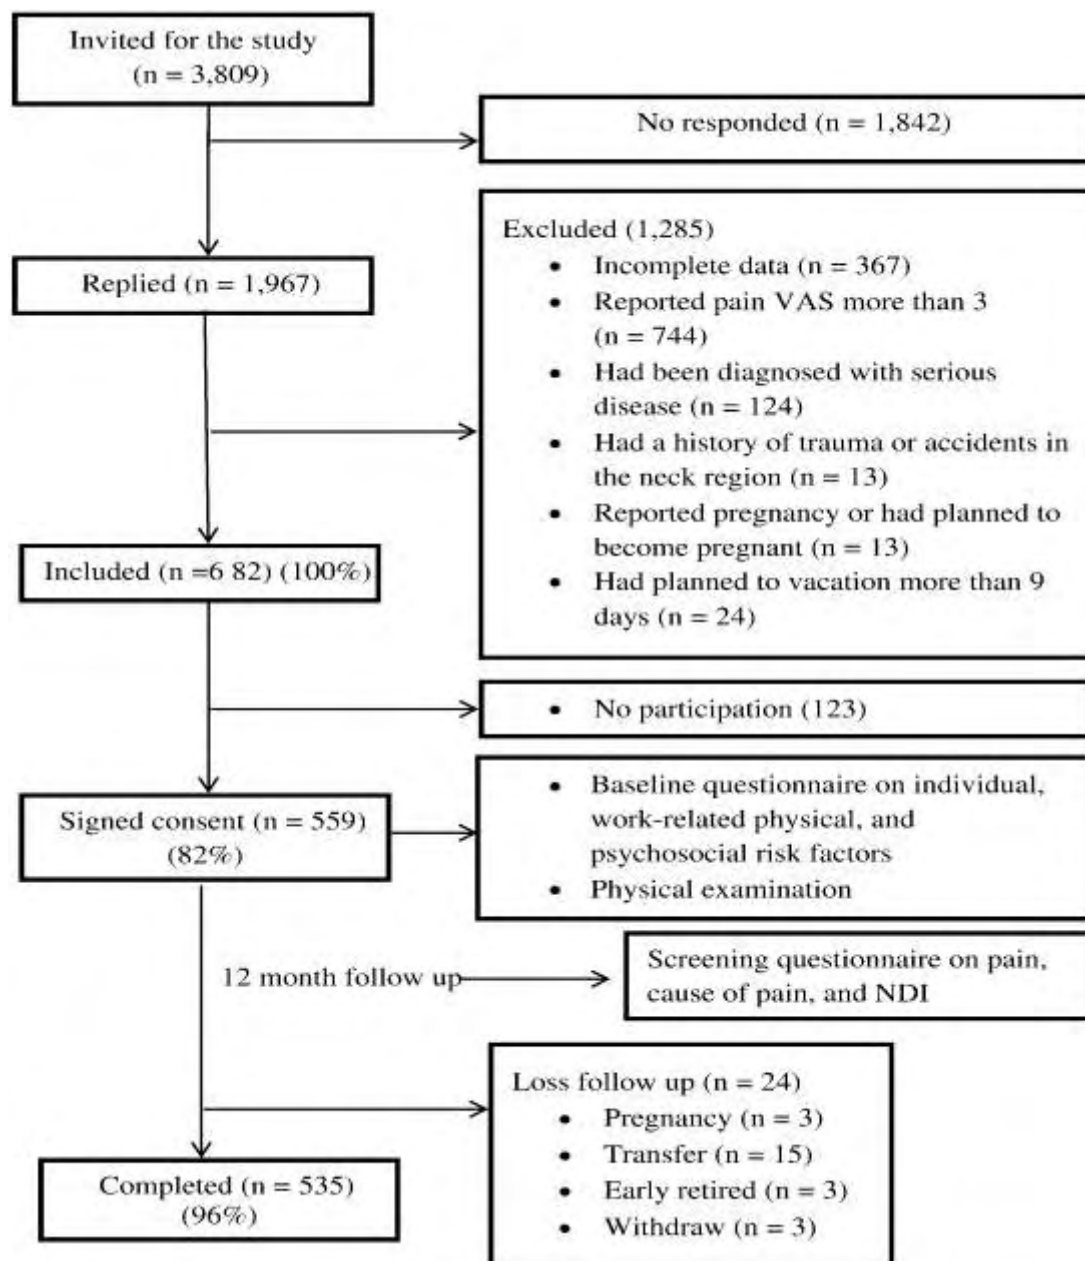 Invited for the study
(n = 3,809)
No responded (n = 1,842)
Replied (n = 1,967)
Excluded (1,285)
• Incomplete data (n = 367)
• Reported pain VAS more than 3
(n = 744)
• Had been diagnosed with serious
disease (n = 124)
• Had a history of trauma or accidents in
the neck region (n = 13)
• Reported pregnancy or had planned to
become pregnant (n = 13)
• Had planned to vacation more than 9
days (n = 24)
Included (n =6 82) (100%)
• No participation (123)
Signed consent (n = 559)
(82%)
• Baseline questionnaire on individual,
work-related physical, and
psychosocial risk factors
• Physical examination
12 month follow up
Screening questionnaire on pain,
cause of pain, and NDI
Loss follow up (n = 24)
• Pregnancy (n = 3)
• Transfer (n = 15)
• Early retired (n = 3)
• Withdraw (n = 3)
Completed (n = 535)
(96%)